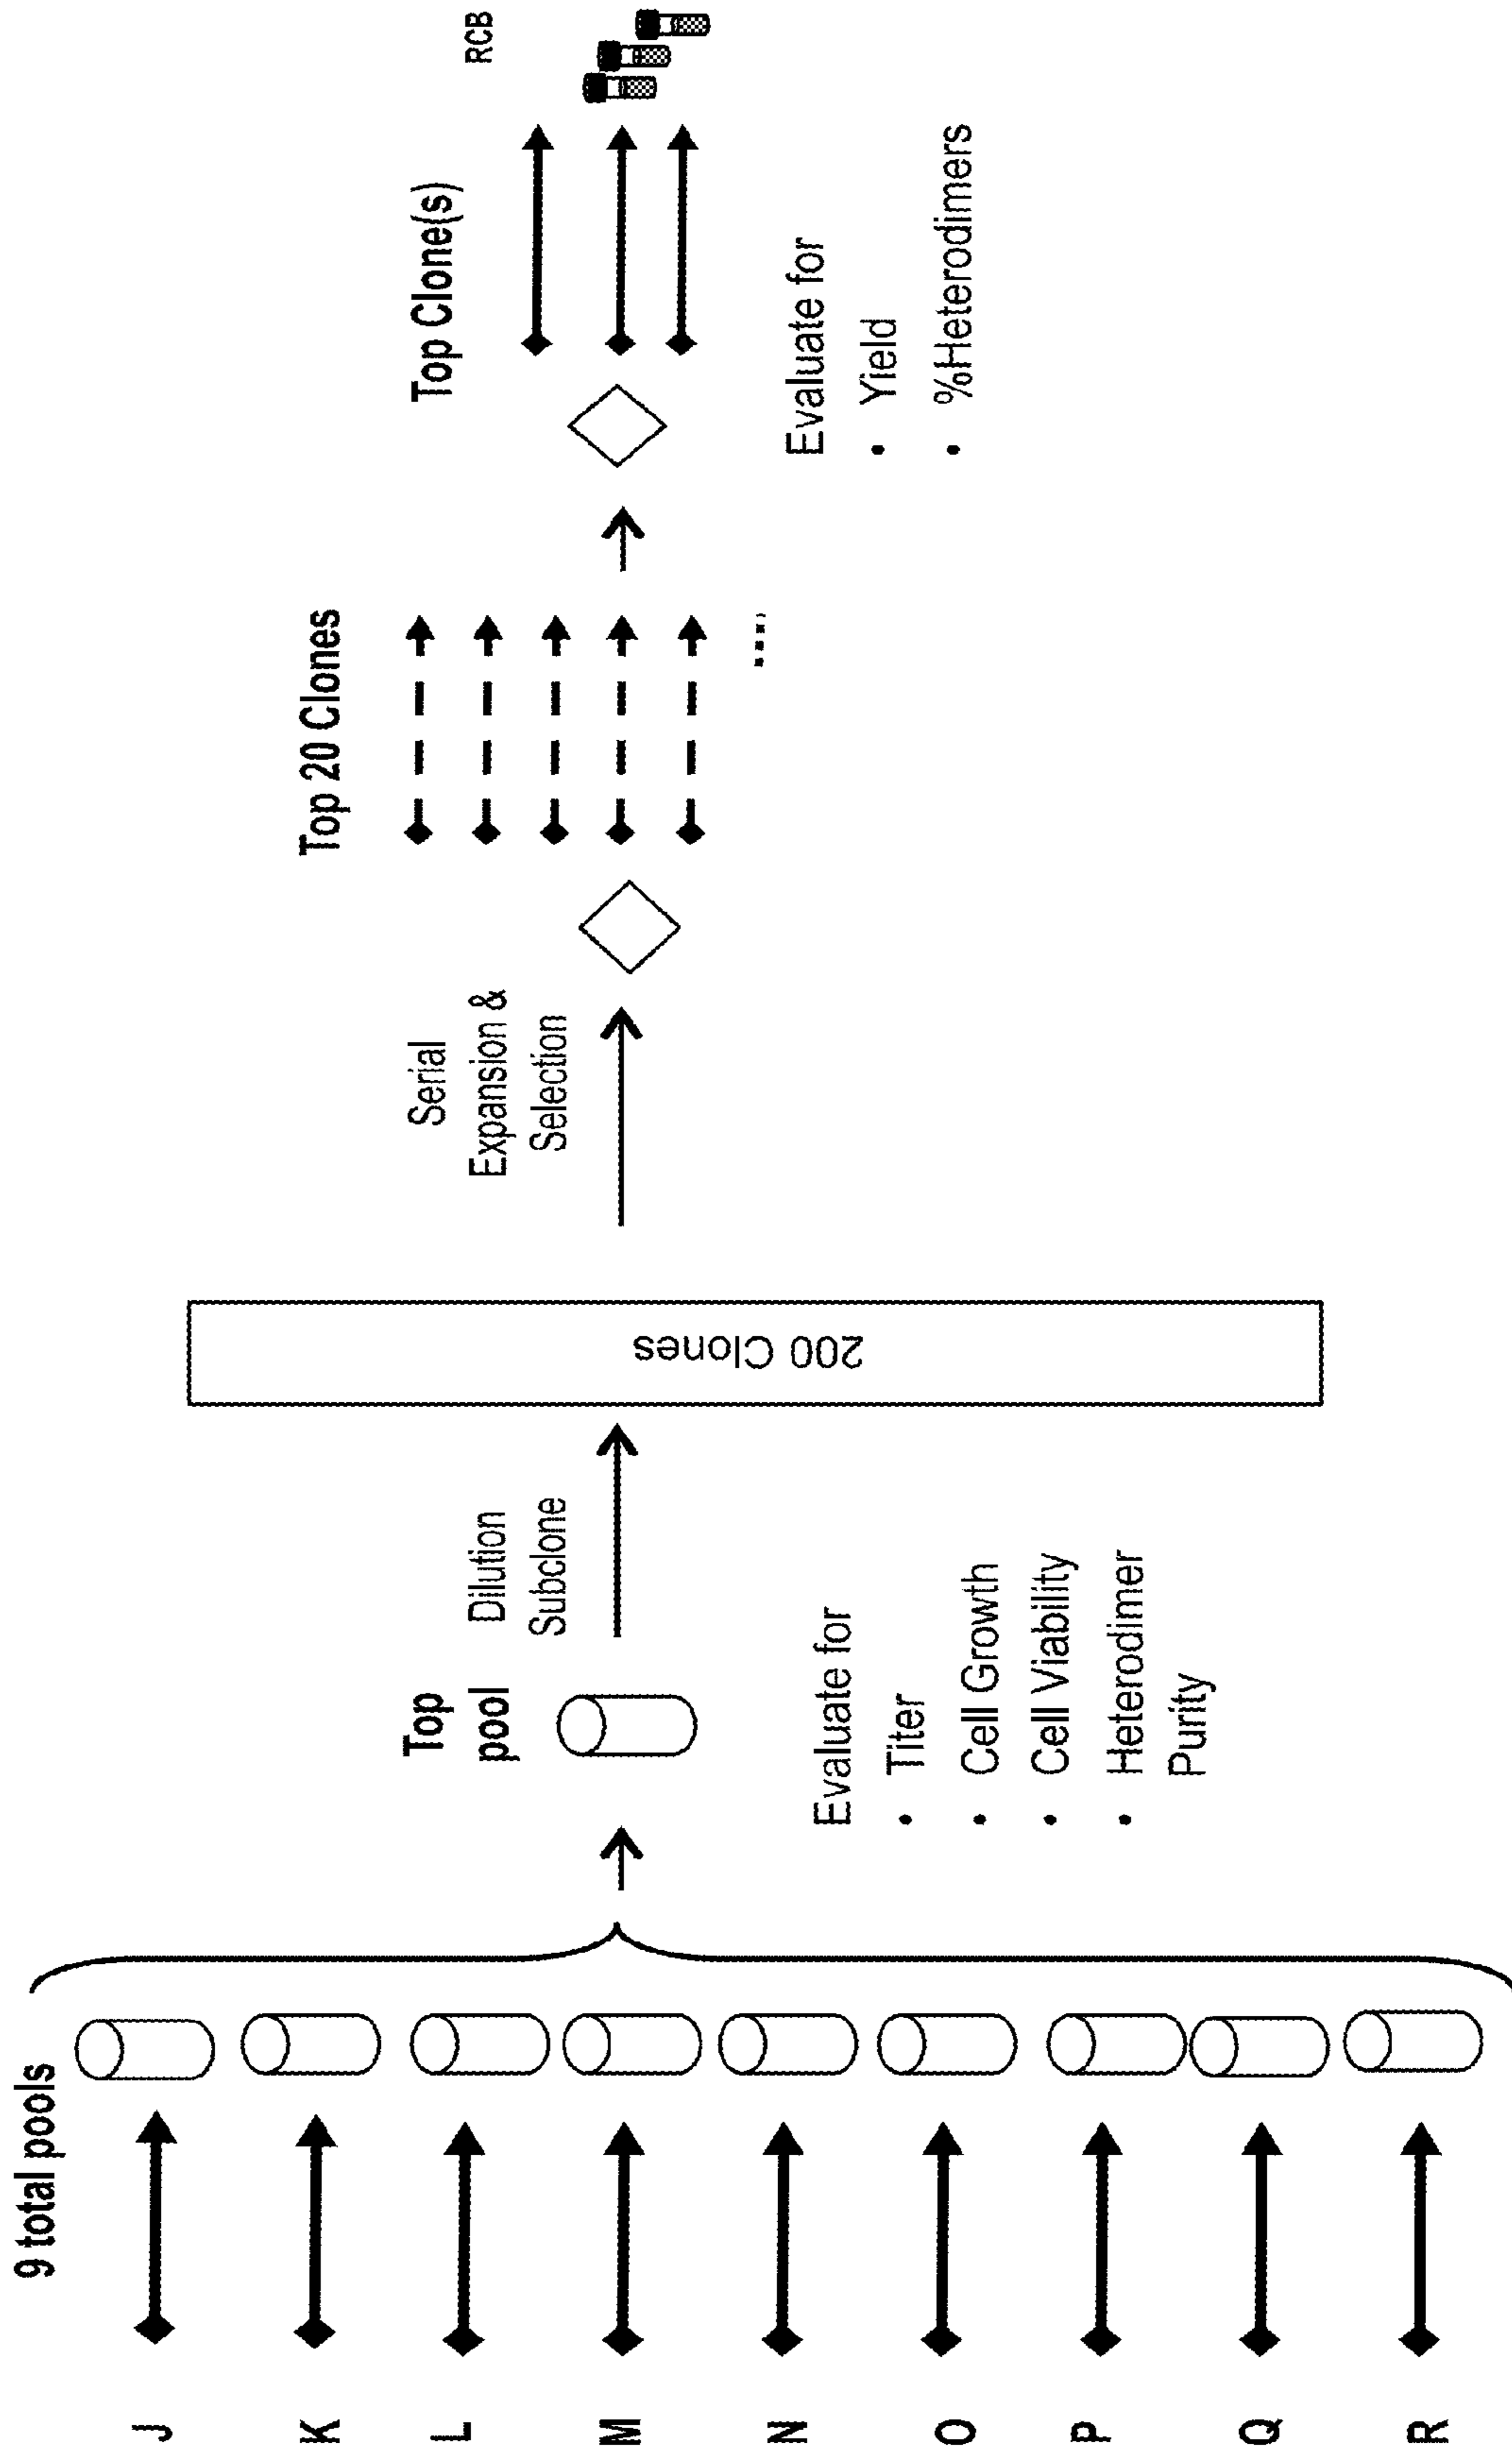 9 total pools
J
K
L
M
N
O
P
Q
R
Top
pool
Evaluate for
• Titer
• Cell Growth
• Cell Viability
• Heterodimer
Purity
Dilution
Subclone
200 Clones
Serial
Expansion &
Selection
Top 20 Clones
Top Clone(s)
Evaluate for
• Yield
• %Heterodimers
RCB